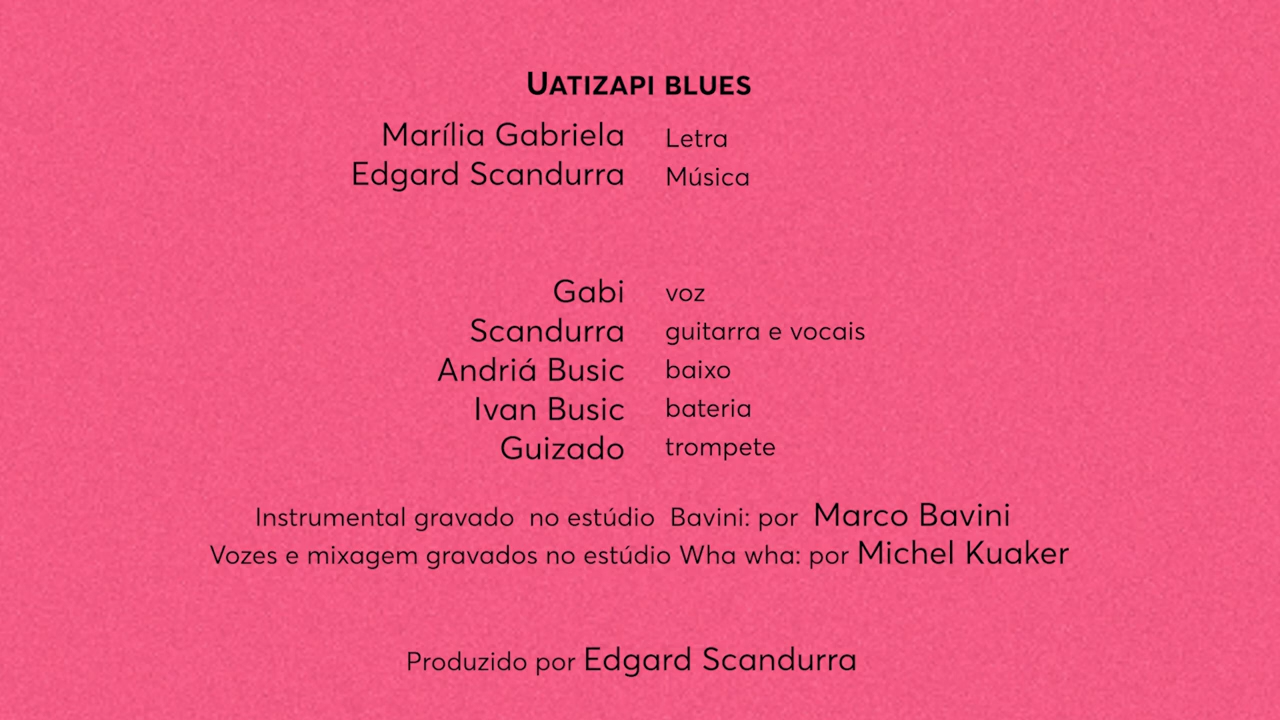 UATIZAPI BLUES
Marília Gabriela Letra
Edgard Scandurra Música
Gabi voz
Scandurra guitarra e vocais
Andriá Busic baixo
Ivan Busic bateria
Guizado trompete
Instrumental gravado no estúdio Bavini: por Marco Bavini
Vozes e mixagem gravados no estúdio Wha wha: por Michel Kuaker
Produzido por Edgard Scandurra